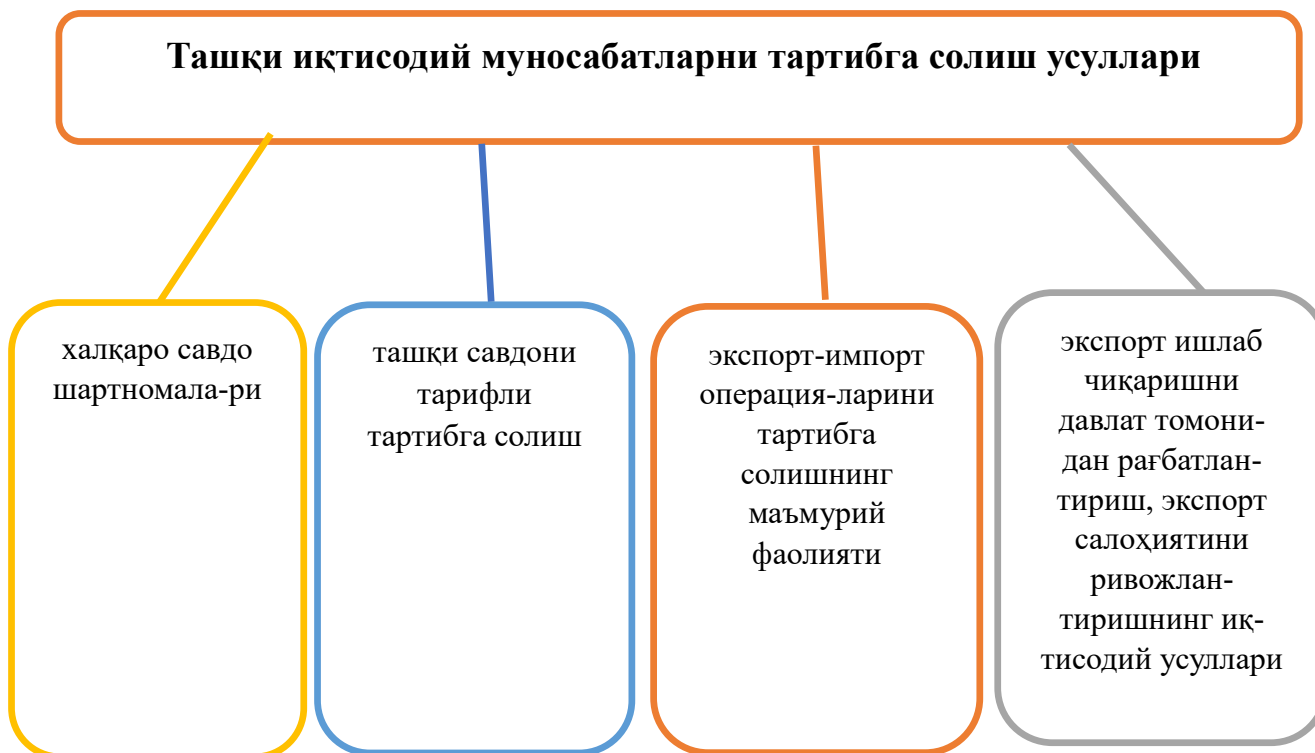 Ташқи иқтисодий муносабатларни тартибга солиш усуллари
халқаро савдо
шартномала-ри
ташқи савдони
тарифли
тартибга солиш
экспорт-импорт
операция-ларини
тартибга
солишнинг
маъмурий
фаолияти
экспорт ишлаб
чиқаришни
давлат томони-
дан рағбатлан-
тириш, экспорт
салоҳиятини
ривожлан-
тиришнинг иқ-
тисодий усуллари